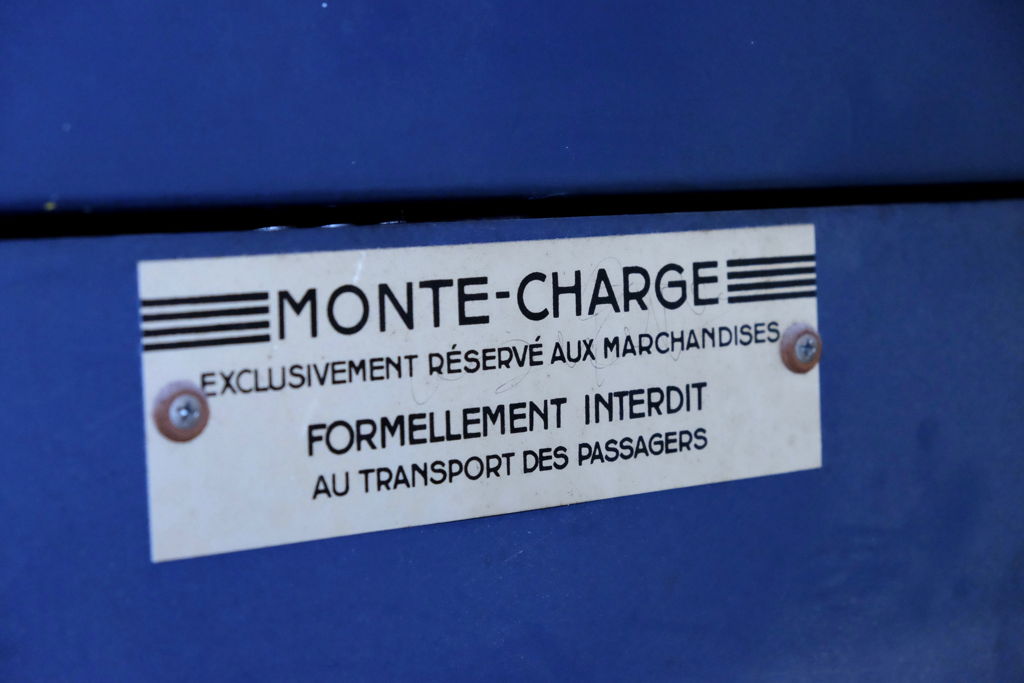 MONTE-CHARGE
EXCLUSIVEMENT RÉSERVÉ AUX MARCHANDISES
FORMELLEMENT INTERDIT
AU TRANSPORT DES PASSAGERS